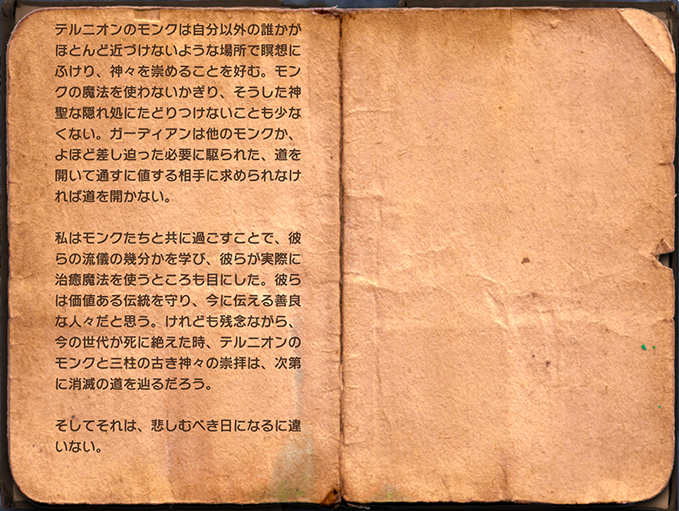 テルニオンのモンクは自分以外の誰かが
ほとんど近づけないような場所で瞑想に
ふけり、神々を崇めることを好む。モン
クの魔法を使わないかぎり、そうした神
聖な隠れ処にたどりつけないことも少な
くない。ガーディアンは他のモンクか、
よほど差し迫った必要に駆られた、道を
開いて通すに値する相手に求められなけ
れば道を開かない。
私はモンクたちと共に過ごすことで、彼
らの流儀の幾分かを学び、彼らが実際に
治癒魔法を使うところも目にした。彼ら
は価値ある伝統を守り、今に伝える善良
な人々だと思う。けれども残念ながら、
今の世代が死に絶えた時、テルニオンの
モンクと三柱の古き神々の崇拝は、次第
に消滅の道を辿るだろう。
そしてそれは、悲しむべき日になるに違
いない。